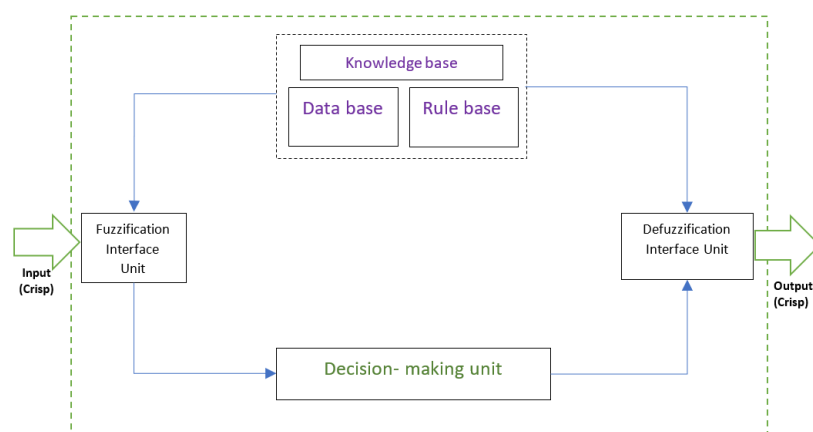 Knowledge base
Data base
Rule base
Fuzzification
Interface
Unit
Defuzzification
Interface Unit
Input
(Crisp)
Output
(Crisp)
Decision- making unit